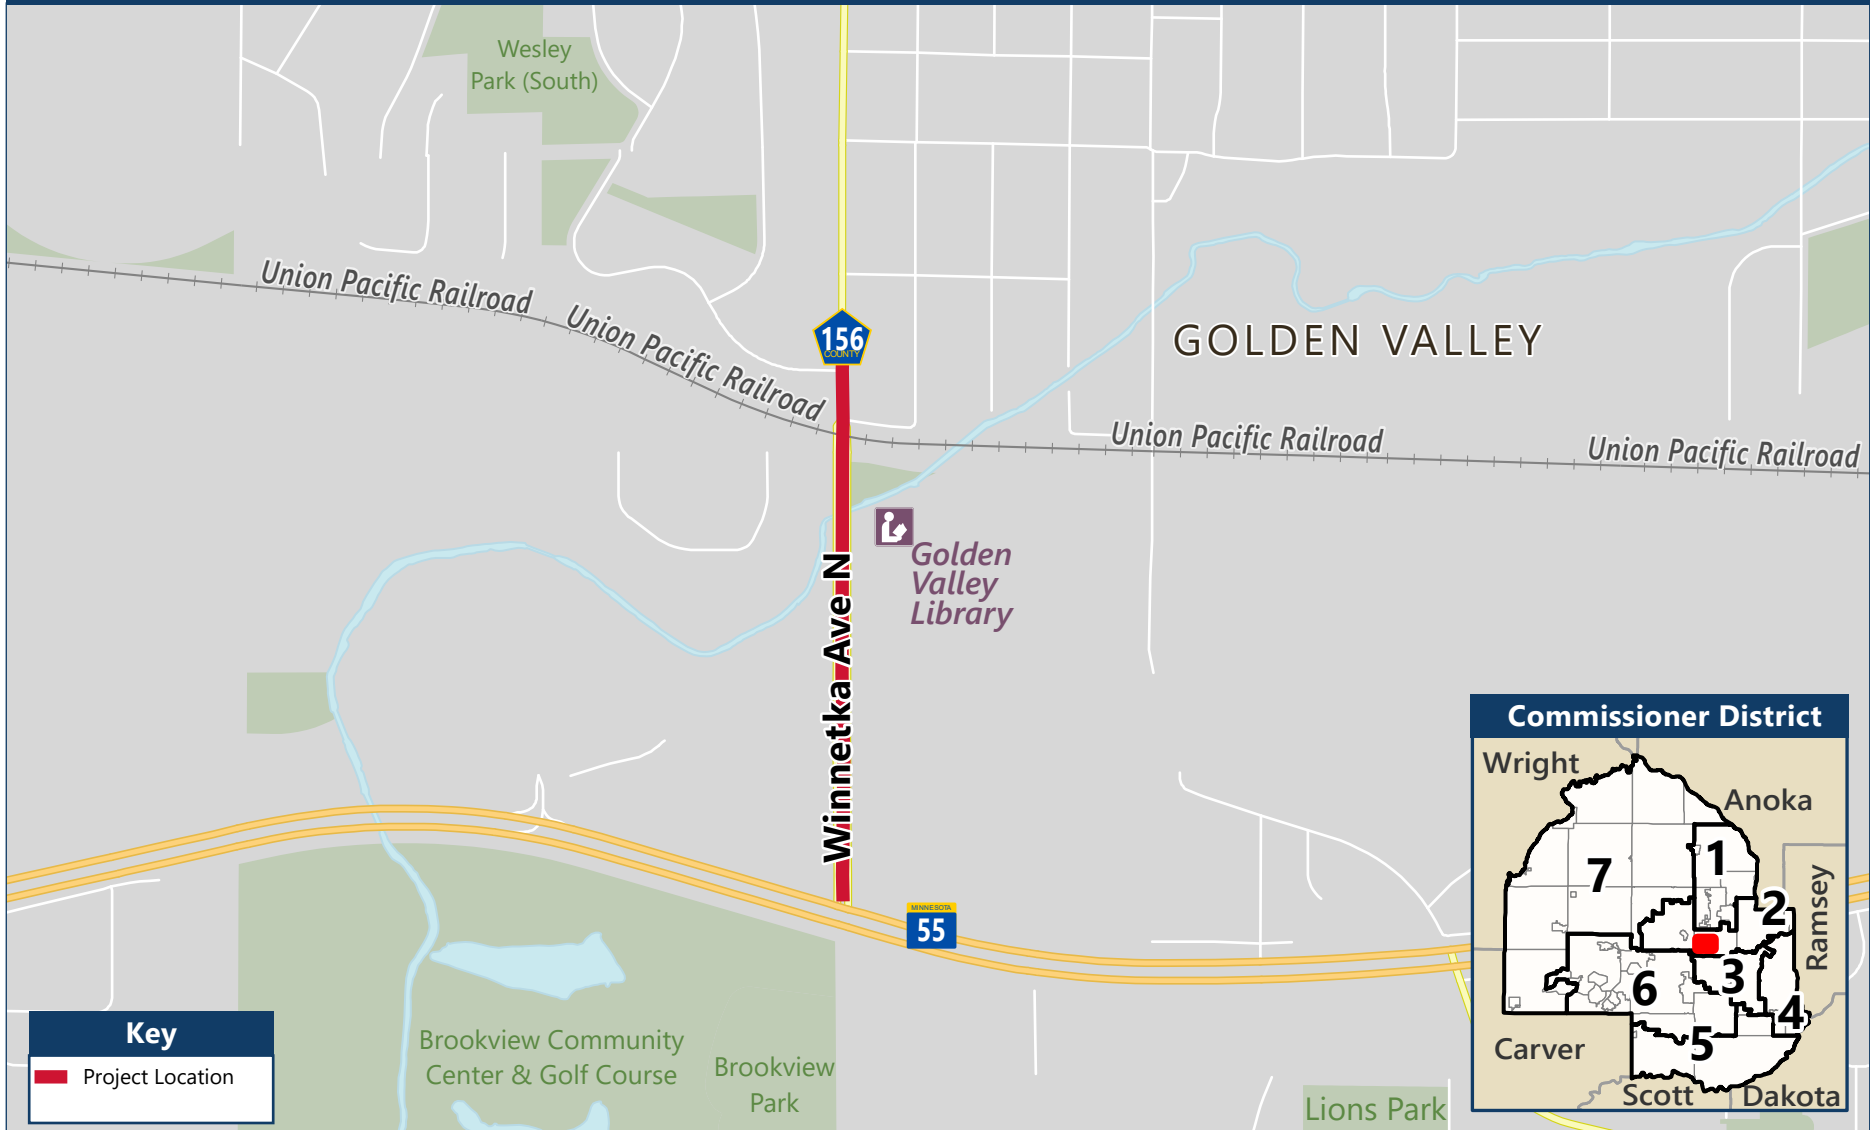 Wesley
Park (South)
Union Pacific Railroad
Union Pacific Railroad
156
COUNTY
GOLDEN VALLEY
Union Pacific Railroad
Union Pacific Railroad
Golden
Valley
Library
Winnetka Ave N
MINNESOTA
55
Brookview Community
Center & Golf Course
Brookview
Park
Lions Park
Key
Project Location
Commissioner District
Wright
Anoka
1
7
2
Ramsey
3
6
4
5
Carver
Scott
Dakota